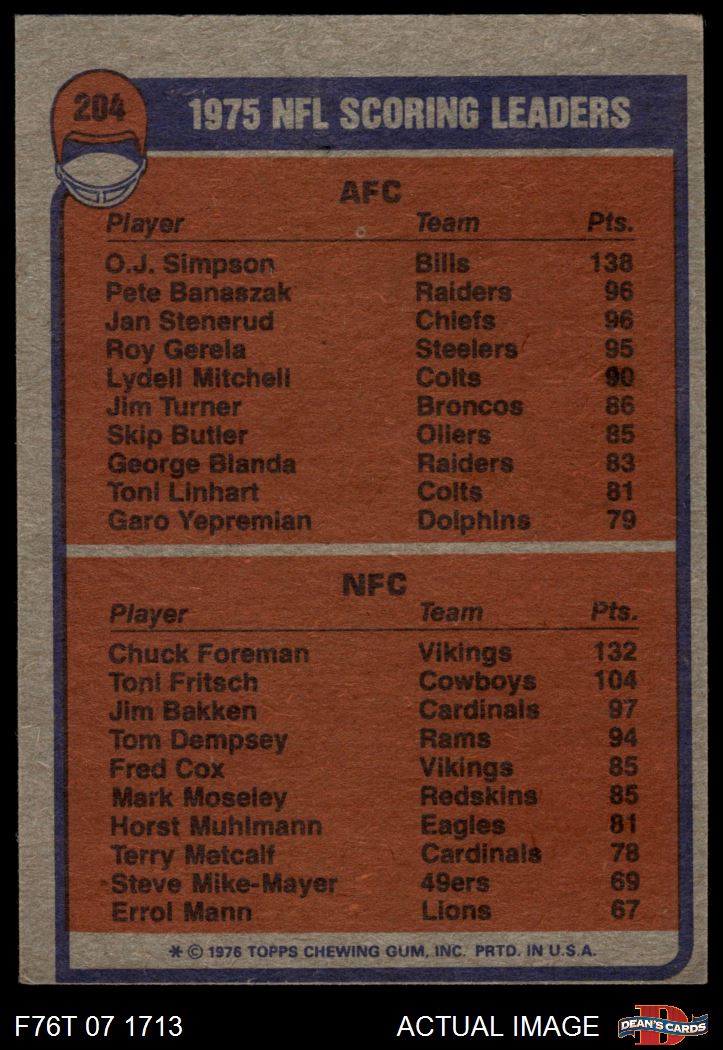 204
1975 NFL SCORING LEADERS
AFC
Player Team Pts.
O.J. Simpson Bills 138
Pete Banaszak Raiders 96
Jan Stenerud Chiefs 96
Roy Gerela Steelers 95
Lydell Mitchell Colts 90
Jim Turner Broncos 86
Skip Butler Oilers 85
George Blanda Raiders 83
Toni Linhart Colts 81
Garo Yepremian Dolphins 79
NFC
Player Team Pts.
Chuck Foreman Vikings 132
Toni Fritsch Cowboys 104
Jim Bakken Cardinals 97
Tom Dempsey Rams 94
Fred Cox Vikings 85
Mark Moseley Redskins 85
Horst Muhlmann Eagles 81
Terry Metcalf Cardinals 78
Steve Mike-Mayer 49ers 69
Errol Mann Lions 67
* © 1976 TOPPS CHEWING GUM, INC. PRTD. IN U.S.A.
F76T 07 1713 ACTUAL IMAGE D DEAN'S CARDS